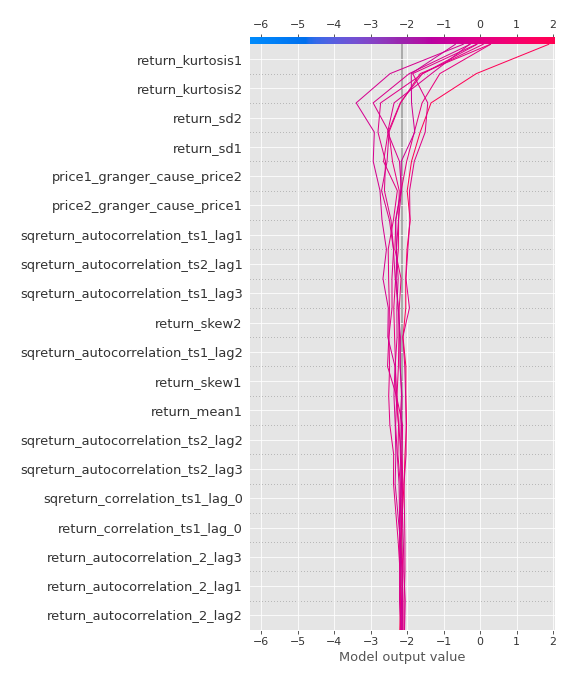 −6 −5 −4 −3 −2 −1 0 1 2
return_kurtosis1
return_kurtosis2
return_sd2
return_sd1
price1_granger_cause_price2
price2_granger_cause_price1
sqreturn_autocorrelation_ts1_lag1
sqreturn_autocorrelation_ts2_lag1
sqreturn_autocorrelation_ts1_lag3
return_skew2
sqreturn_autocorrelation_ts1_lag2
return_skew1
return_mean1
sqreturn_autocorrelation_ts2_lag2
sqreturn_autocorrelation_ts2_lag3
sqreturn_correlation_ts1_lag_0
return_correlation_ts1_lag_0
return_autocorrelation_2_lag3
return_autocorrelation_2_lag1
return_autocorrelation_2_lag2
−6 −5 −4 −3 −2 −1 0 1 2
Model output value